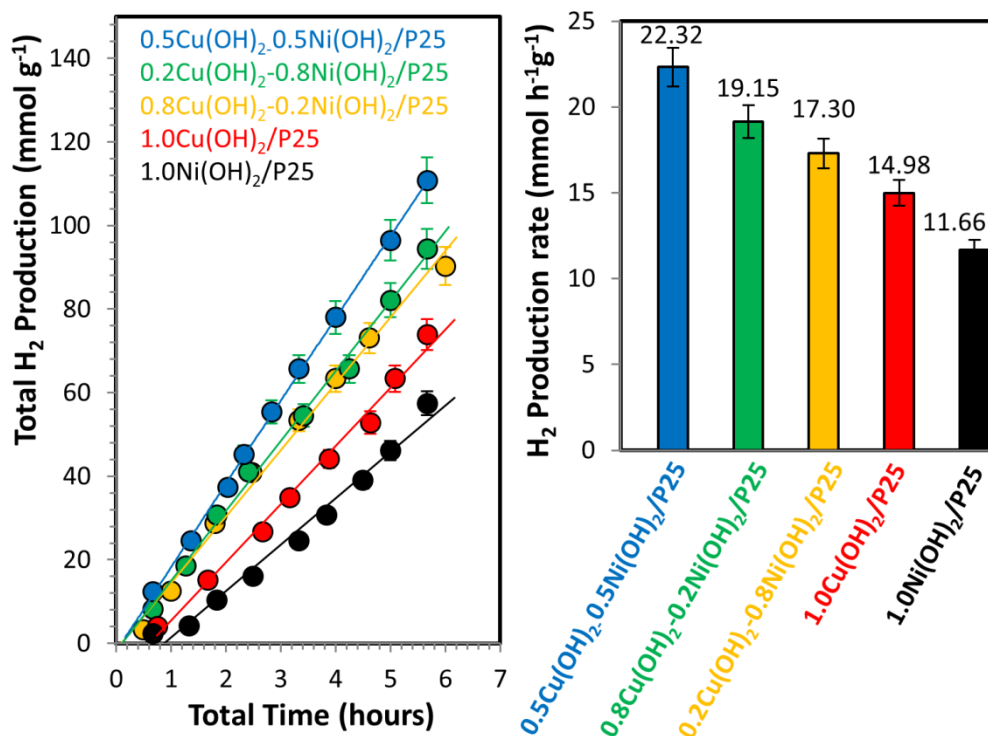 Total H₂ Production (mmol g⁻¹)
140
120
100
80
60
40
20
0
0.5Cu(OH)₂-0.5Ni(OH)₂/P25
0.2Cu(OH)₂-0.8Ni(OH)₂/P25
0.8Cu(OH)₂-0.2Ni(OH)₂/P25
1.0Cu(OH)₂/P25
1.0Ni(OH)₂/P25
0 1 2 3 4 5 6 7
Total Time (hours)
H₂ Production rate (mmol h⁻¹g⁻¹)
25
20
15
10
5
0
22.32
19.15
17.30
14.98
11.66
0.5Cu(OH)₂-0.5Ni(OH)₂/P25
0.8Cu(OH)₂-0.2Ni(OH)₂/P25
0.2Cu(OH)₂-0.8Ni(OH)₂/P25
1.0Cu(OH)₂/P25
1.0Ni(OH)₂/P25